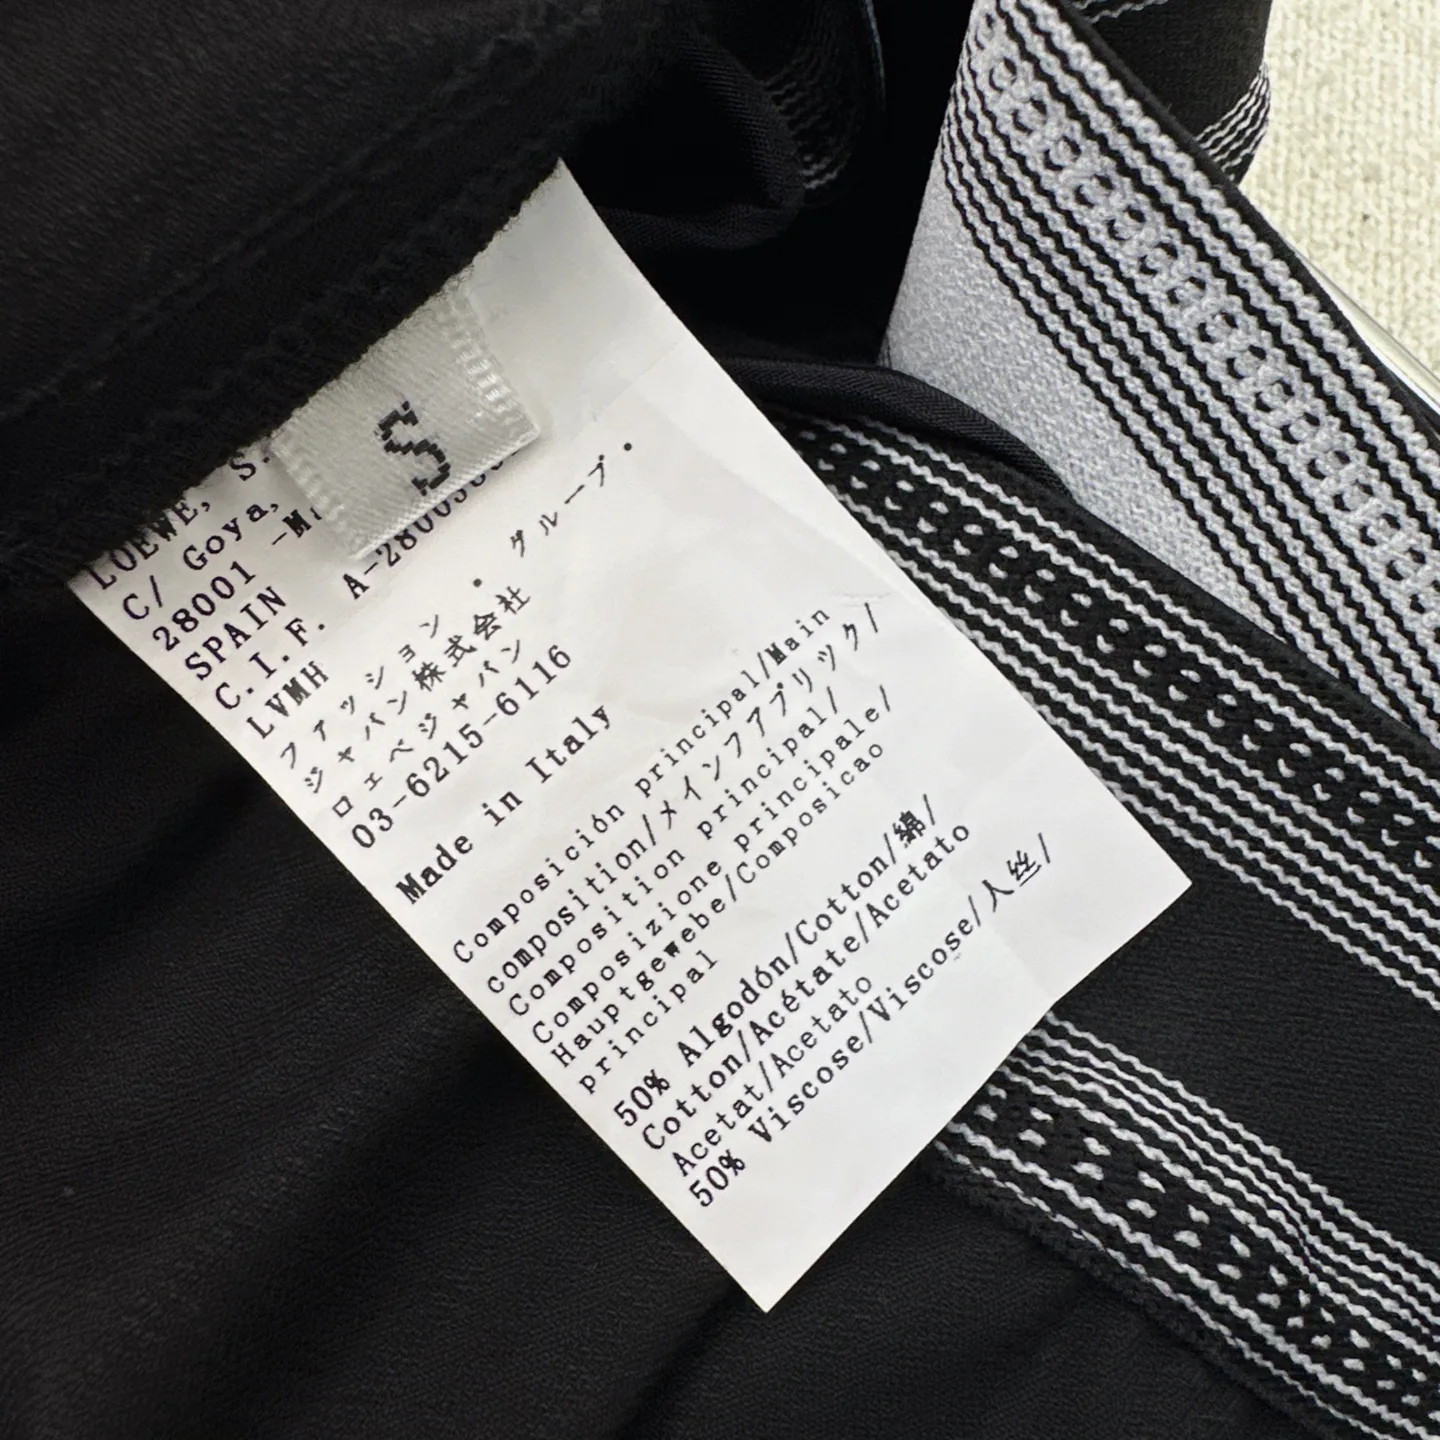 S
LOEWE, S.
C/ Goya,
28001 -M
SPAIN
C.I.F. A-28003
LVMH
ファッション・グループ・
ジャパン株式会社
ロエベジャパン
03-6215-6116
Made in Italy
Composición principal/Main
composition/メインファブリック/
Composition principal/
Composizione principale/
Hauptgewebe/Composicao
principal
50% Algodón/Cotton/綿/
Cotton/Acétate/Acetato
Acetat/Acetato
50% Viscose/Viscose/人丝/